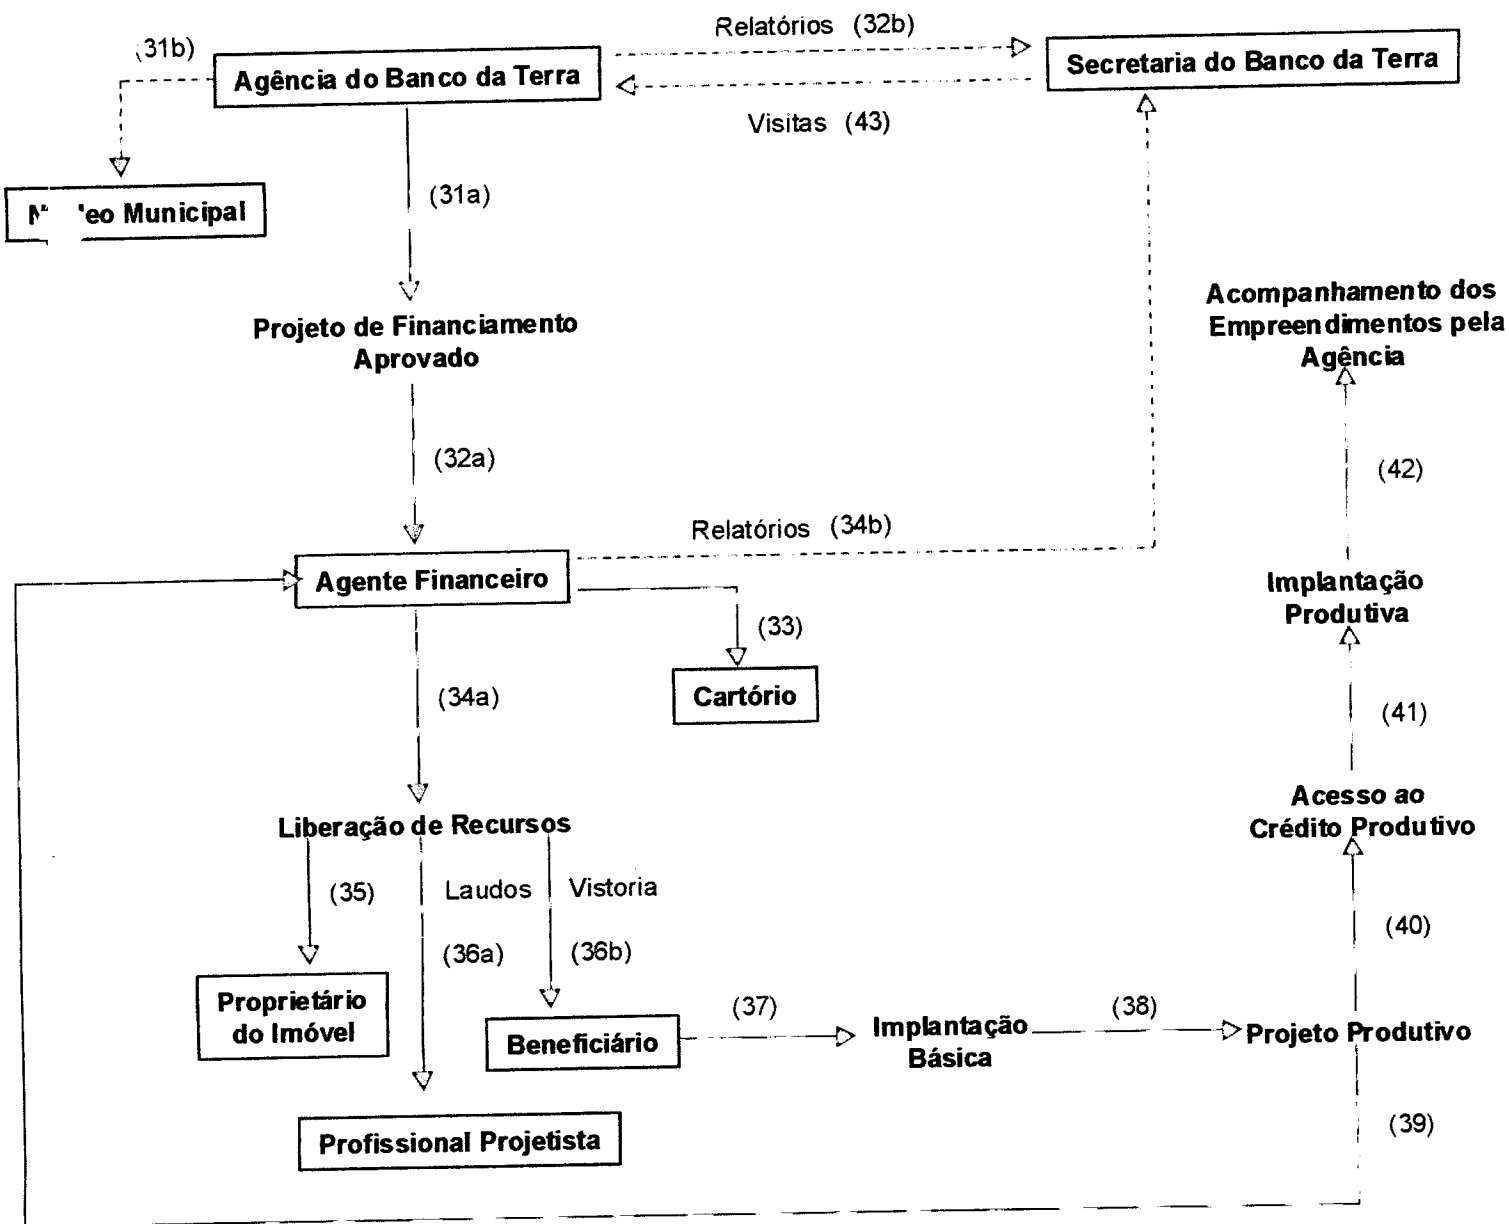 (31b)
Relatórios (32b)
Agência do Banco da Terra
Secretaria do Banco da Terra
Visitas (43)
(31a)
Municipal
Projeto de Financiamento
Aprovado
Acompanhamento dos
Empreendimentos pela
Agência
(32a)
(42)
Relatórios (34b)
Agente Financeiro
Implantação
Produtiva
(33)
(34a)
Cartório
(41)
Acesso ao
Crédito Produtivo
Liberação de Recursos
(35)
Laudos
Vistoria
(36a)
(36b)
(40)
Proprietário
do Imóvel
Beneficiário
(37)
Implantação
Básica
(38)
Projeto Produtivo
Profissional Projetista
(39)